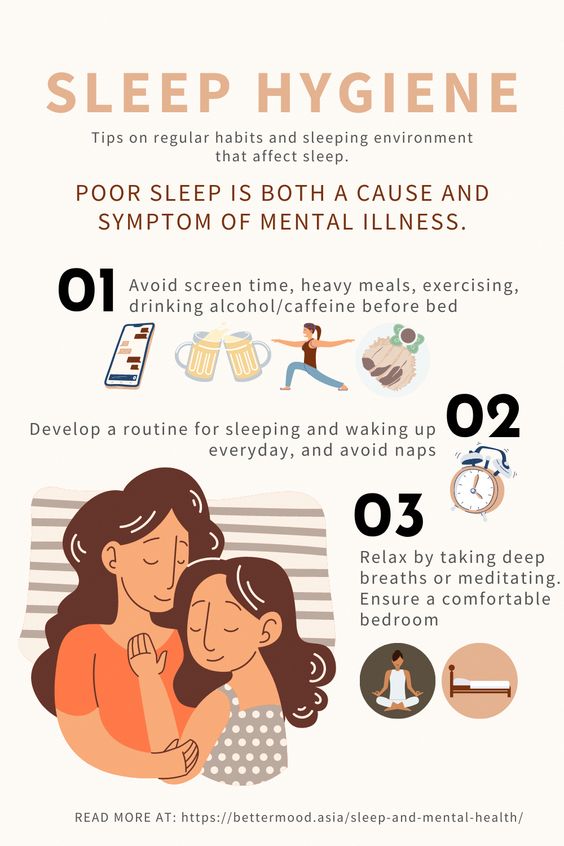 SLEEP HYGIENE
Tips on regular habits and sleeping environment
that affect sleep.
POOR SLEEP IS BOTH A CAUSE AND
SYMPTOM OF MENTAL ILLNESS.
01
Avoid screen time, heavy meals, exercising,
drinking alcohol/caffeine before bed
02
Develop a routine for sleeping and waking up
everyday, and avoid naps
03
Relax by taking deep
breaths or meditating.
Ensure a comfortable
bedroom
READ MORE AT: https://bettermood.asia/sleep-and-mental-health/